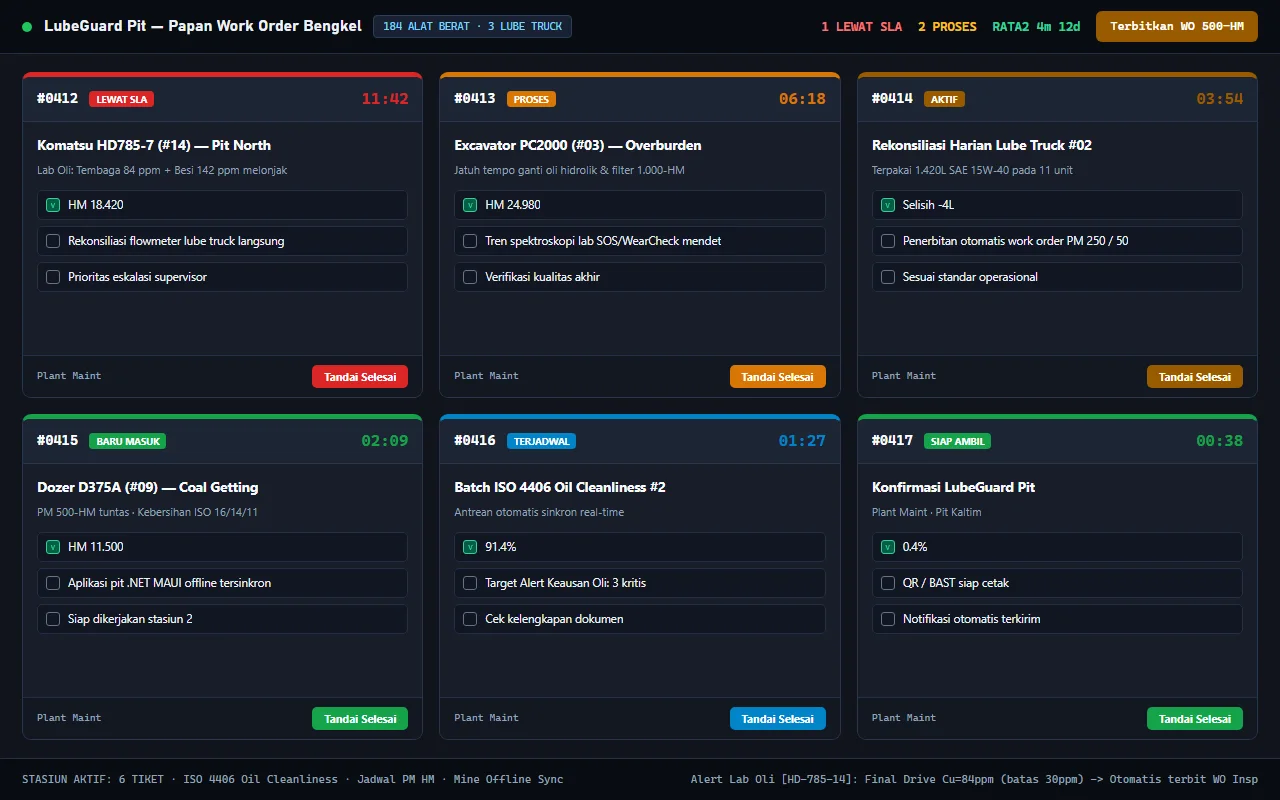 LubeGuard Pit — Papan Work Order Bengkel
184 ALAT BERAT · 3 LUBE TRUCK
1 LEWAT SLA
2 PROSES
RATA2 4m 12d
Terbitkan WO 500-HM
#0412
LEWAT SLA
11:42
Komatsu HD785-7 (#14) — Pit North
Lab Oli: Tembaga 84 ppm + Besi 142 ppm melonjak
v
HM 18.420
Rekonsiliasi flowmeter lube truck langsung
Prioritas eskalasi supervisor
Plant Maint
Tandai Selesai
#0413
PROSES
06:18
Excavator PC2000 (#03) — Overburden
Jatuh tempo ganti oli hidrolik & filter 1.000-HM
v
HM 24.980
Tren spektroskopi lab SOS/WearCheck mendet
Verifikasi kualitas akhir
Plant Maint
Tandai Selesai
#0414
AKTIF
03:54
Rekonsiliasi Harian Lube Truck #02
Terpakai 1.420L SAE 15W-40 pada 11 unit
v
Selisih -4L
Penerbitan otomatis work order PM 250 / 50
Sesuai standar operasional
Plant Maint
Tandai Selesai
#0415
BARU MASUK
02:09
Dozer D375A (#09) — Coal Getting
PM 500-HM tuntas · Kebersihan ISO 16/14/11
v
HM 11.500
Aplikasi pit .NET MAUI offline tersinkron
Siap dikerjakan stasiun 2
Plant Maint
Tandai Selesai
#0416
TERJADWAL
01:27
Batch ISO 4406 Oil Cleanliness #2
Antrean otomatis sinkron real-time
v
91.4%
Target Alert Keausan Oli: 3 kritis
Cek kelengkapan dokumen
Plant Maint
Tandai Selesai
#0417
SIAP AMBIL
00:38
Konfirmasi LubeGuard Pit
Plant Maint · Pit Kaltim
v
0.4%
QR / BAST siap cetak
Notifikasi otomatis terkirim
Plant Maint
Tandai Selesai
STASIUN AKTIF: 6 TIKET · ISO 4406 Oil Cleanliness · Jadwal PM HM · Mine Offline Sync
Alert Lab Oli [HD-785-14]: Final Drive Cu=84ppm (batas 30ppm) -> Otomatis terbit WO Insp